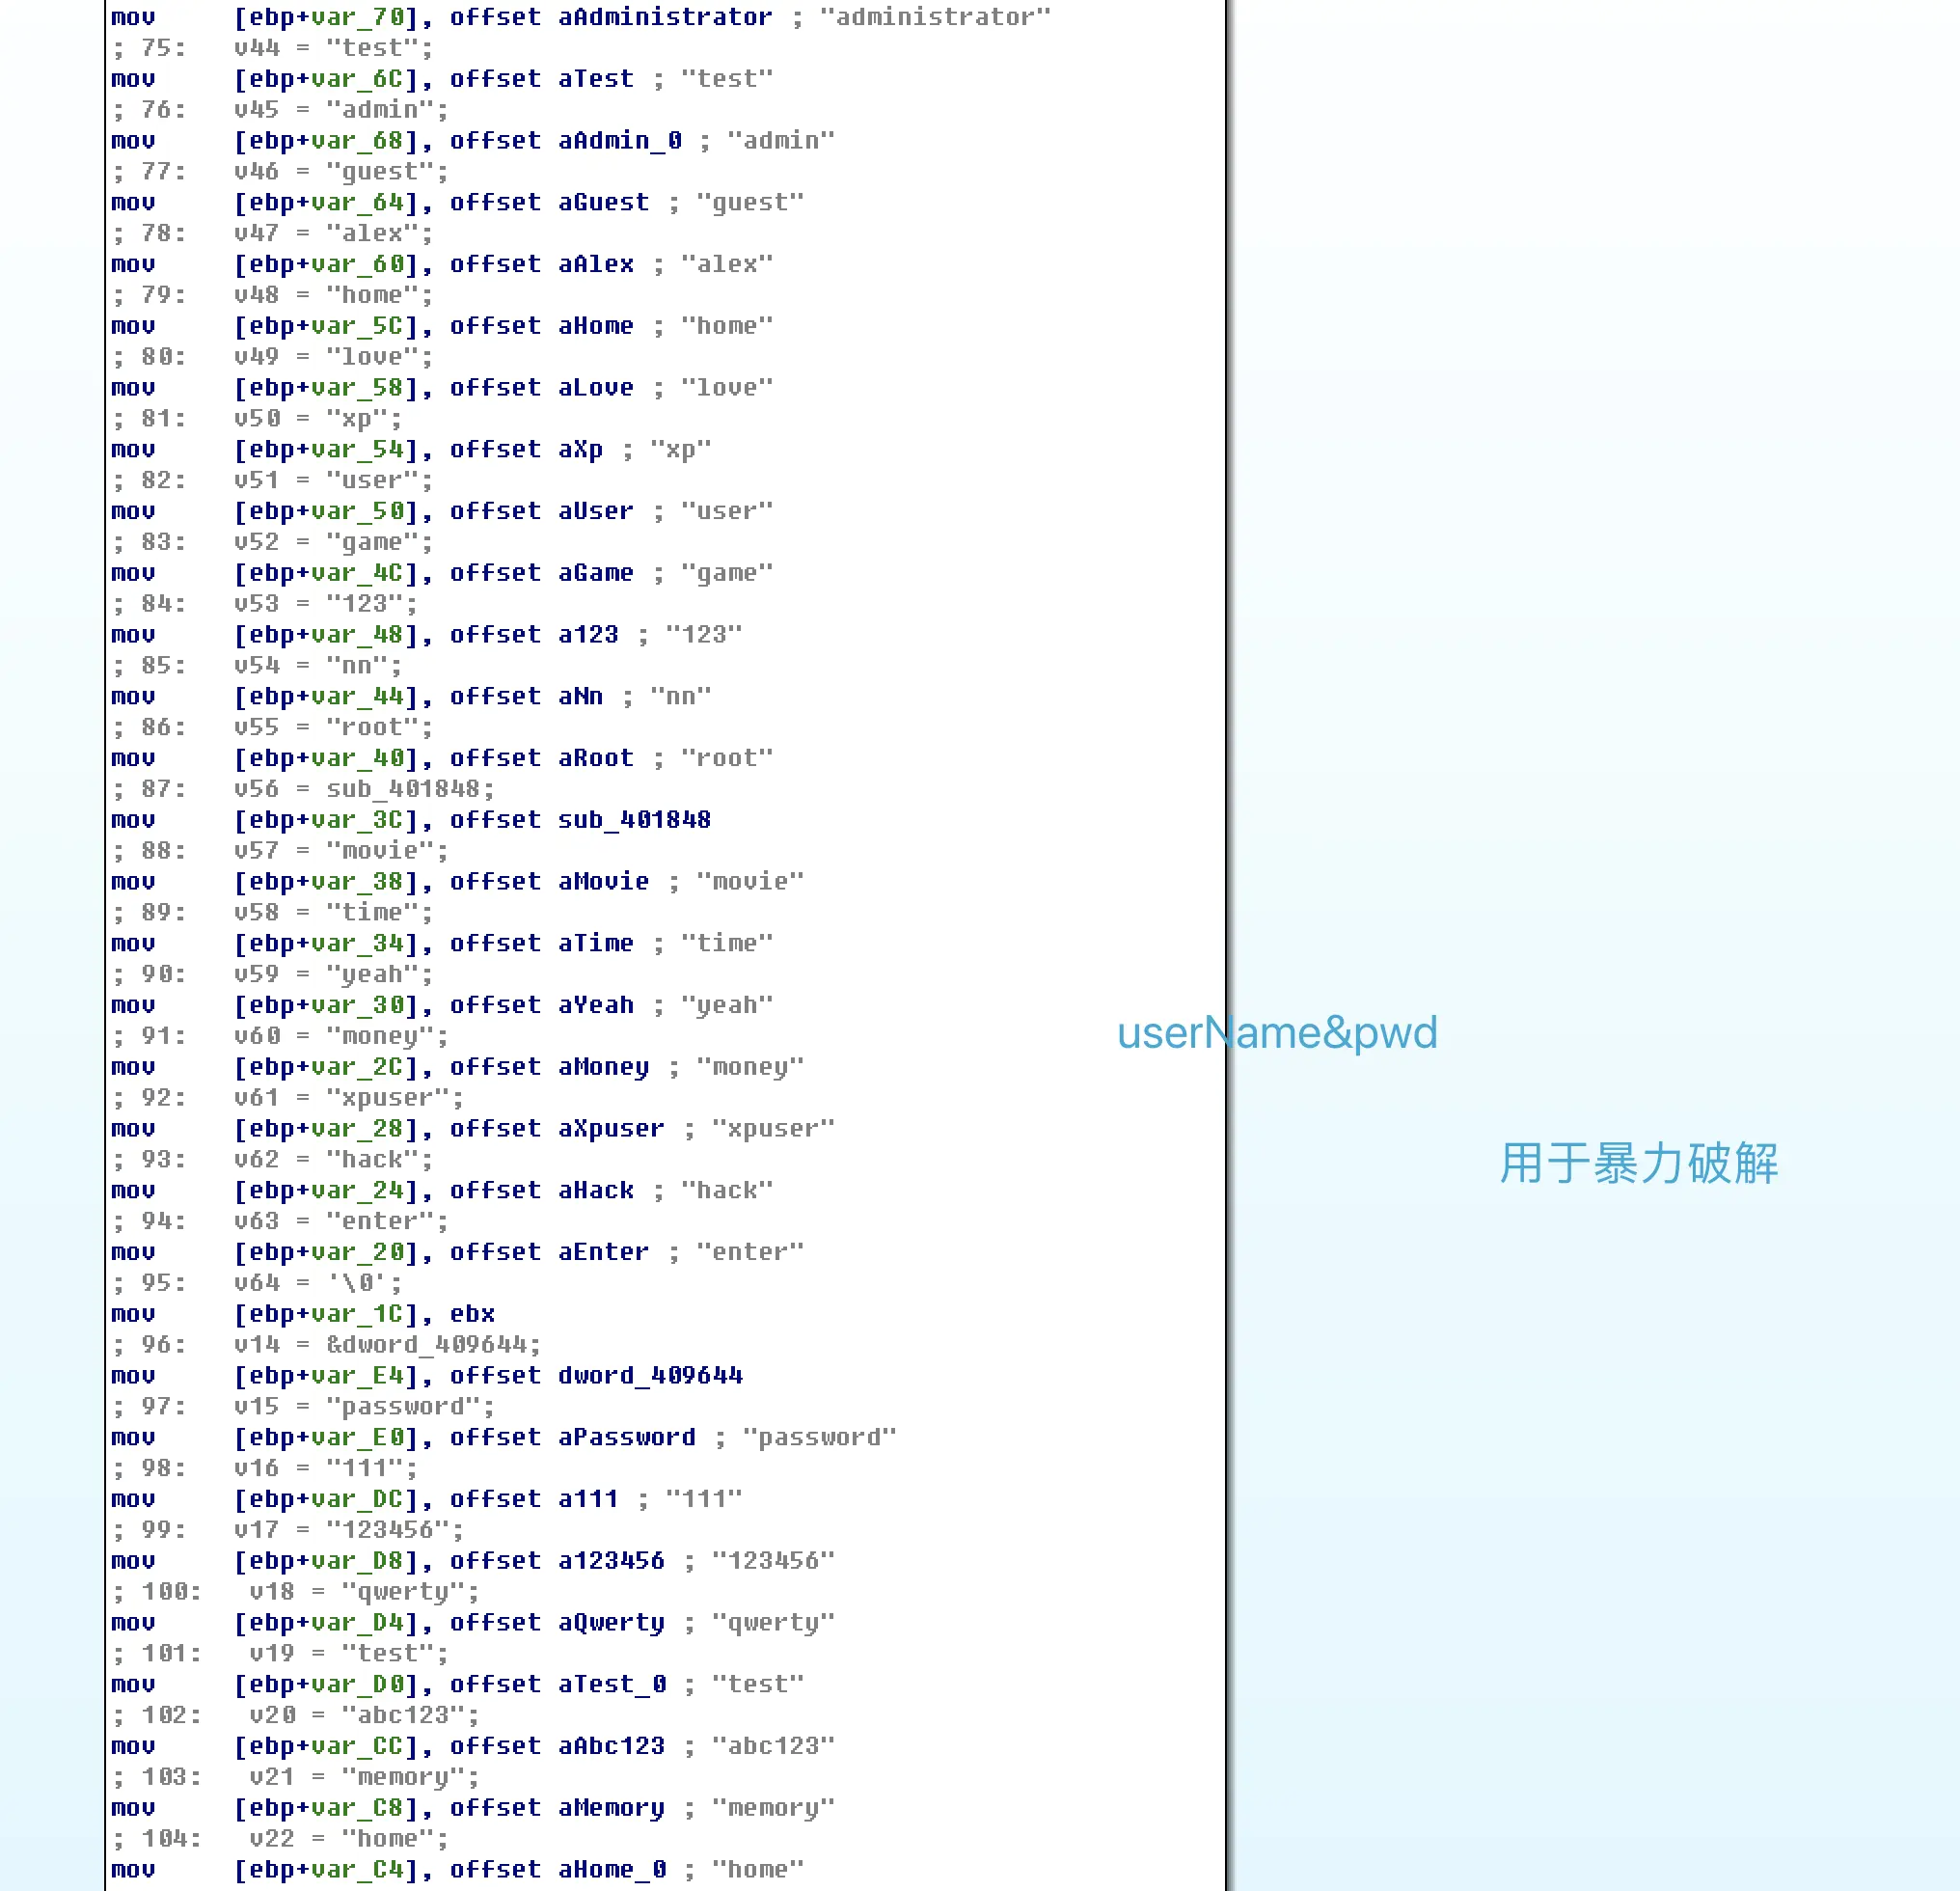 mov     [ebp+var_70], offset aAdministrator ; "administrator"
; 75:   v44 = "test";
mov     [ebp+var_6C], offset aTest ; "test"
; 76:   v45 = "admin";
mov     [ebp+var_68], offset aAdmin_0 ; "admin"
; 77:   v46 = "guest";
mov     [ebp+var_64], offset aGuest ; "guest"
; 78:   v47 = "alex";
mov     [ebp+var_60], offset aAlex ; "alex"
; 79:   v48 = "home";
mov     [ebp+var_5C], offset aHome ; "home"
; 80:   v49 = "love";
mov     [ebp+var_58], offset aLove ; "love"
; 81:   v50 = "xp";
mov     [ebp+var_54], offset aXp ; "xp"
; 82:   v51 = "user";
mov     [ebp+var_50], offset aUser ; "user"
; 83:   v52 = "game";
mov     [ebp+var_4C], offset aGame ; "game"
; 84:   v53 = "123";
mov     [ebp+var_48], offset a123 ; "123"
; 85:   v54 = "nn";
mov     [ebp+var_44], offset aNn ; "nn"
; 86:   v55 = "root";
mov     [ebp+var_40], offset aRoot ; "root"
; 87:   v56 = sub_401848;
mov     [ebp+var_3C], offset sub_401848
; 88:   v57 = "movie";
mov     [ebp+var_38], offset aMovie ; "movie"
; 89:   v58 = "time";
mov     [ebp+var_34], offset aTime ; "time"
; 90:   v59 = "yeah";
mov     [ebp+var_30], offset aYeah ; "yeah"
; 91:   v60 = "money";
mov     [ebp+var_2C], offset aMoney ; "money"
; 92:   v61 = "xpuser";
mov     [ebp+var_28], offset aXpuser ; "xpuser"
; 93:   v62 = "hack";
mov     [ebp+var_24], offset aHack ; "hack"
; 94:   v63 = "enter";
mov     [ebp+var_20], offset aEnter ; "enter"
; 95:   v64 = '\0';
mov     [ebp+var_1C], ebx
; 96:   v14 = &dword_409644;
mov     [ebp+var_E4], offset dword_409644
; 97:   v15 = "password";
mov     [ebp+var_E0], offset aPassword ; "password"
; 98:   v16 = "111";
mov     [ebp+var_DC], offset a111 ; "111"
; 99:   v17 = "123456";
mov     [ebp+var_D8], offset a123456 ; "123456"
; 100:   v18 = "qwerty";
mov     [ebp+var_D4], offset aQwerty ; "qwerty"
; 101:   v19 = "test";
mov     [ebp+var_D0], offset aTest_0 ; "test"
; 102:   v20 = "abc123";
mov     [ebp+var_CC], offset aAbc123 ; "abc123"
; 103:   v21 = "memory";
mov     [ebp+var_C8], offset aMemory ; "memory"
; 104:   v22 = "home";
mov     [ebp+var_C4], offset aHome_0 ; "home"
userName&pwd
用于暴力破解